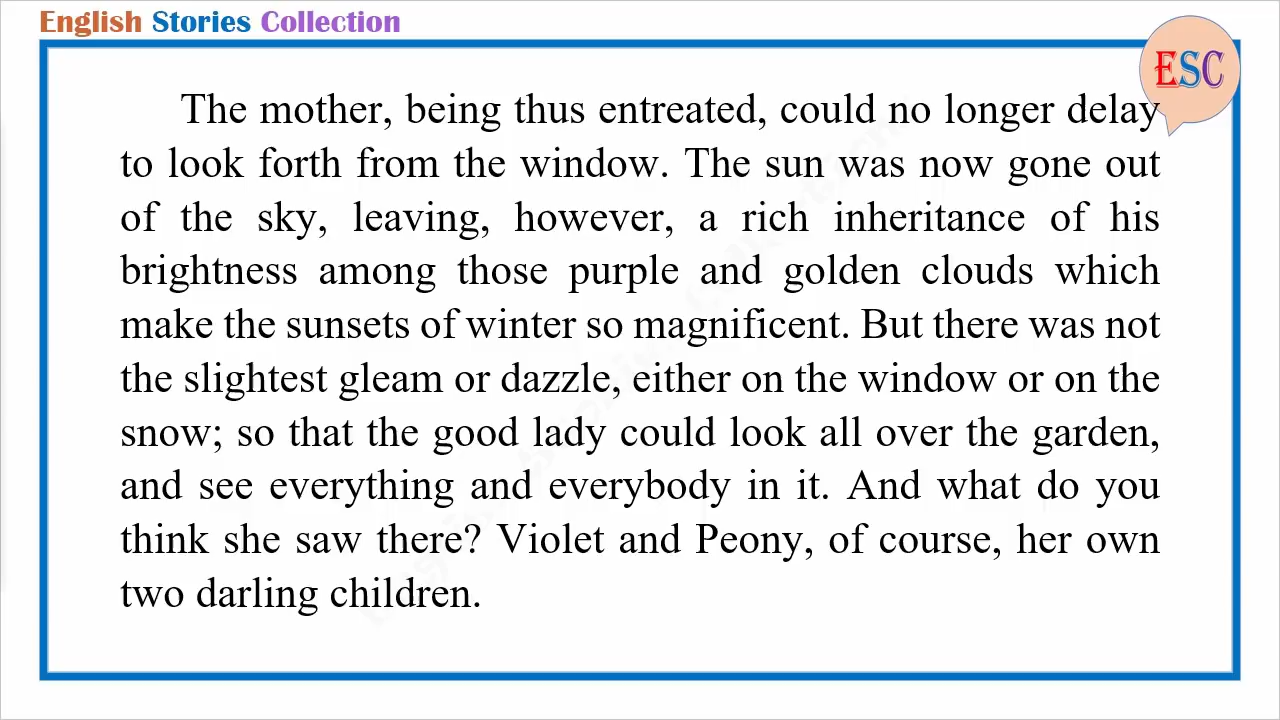 English Stories Collection
ESC
The mother, being thus entreated, could no longer delay
to look forth from the window. The sun was now gone out
of the sky, leaving, however, a rich inheritance of his
brightness among those purple and golden clouds which
make the sunsets of winter so magnificent. But there was not
the slightest gleam or dazzle, either on the window or on the
snow; so that the good lady could look all over the garden,
and see everything and everybody in it. And what do you
think she saw there? Violet and Peony, of course, her own
two darling children.